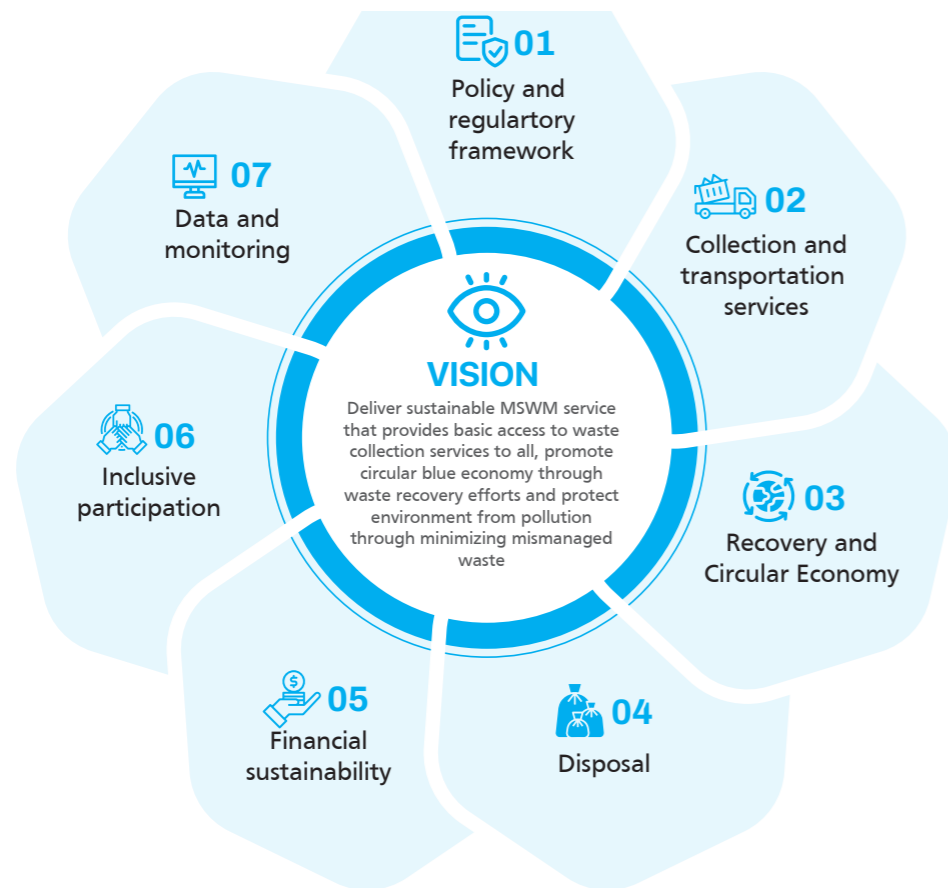 01
Policy and
regulartory
framework
02
Collection and
transportation
services
03
Recovery and
Circular Economy
04
Disposal
$
05
Financial
sustainability
06
Inclusive
participation
07
Data and
monitoring
VISION
Deliver sustainable MSWM service
that provides basic access to waste
collection services to all, promote
circular blue economy through
waste recovery efforts and protect
environment from pollution
through minimizing mismanaged
waste